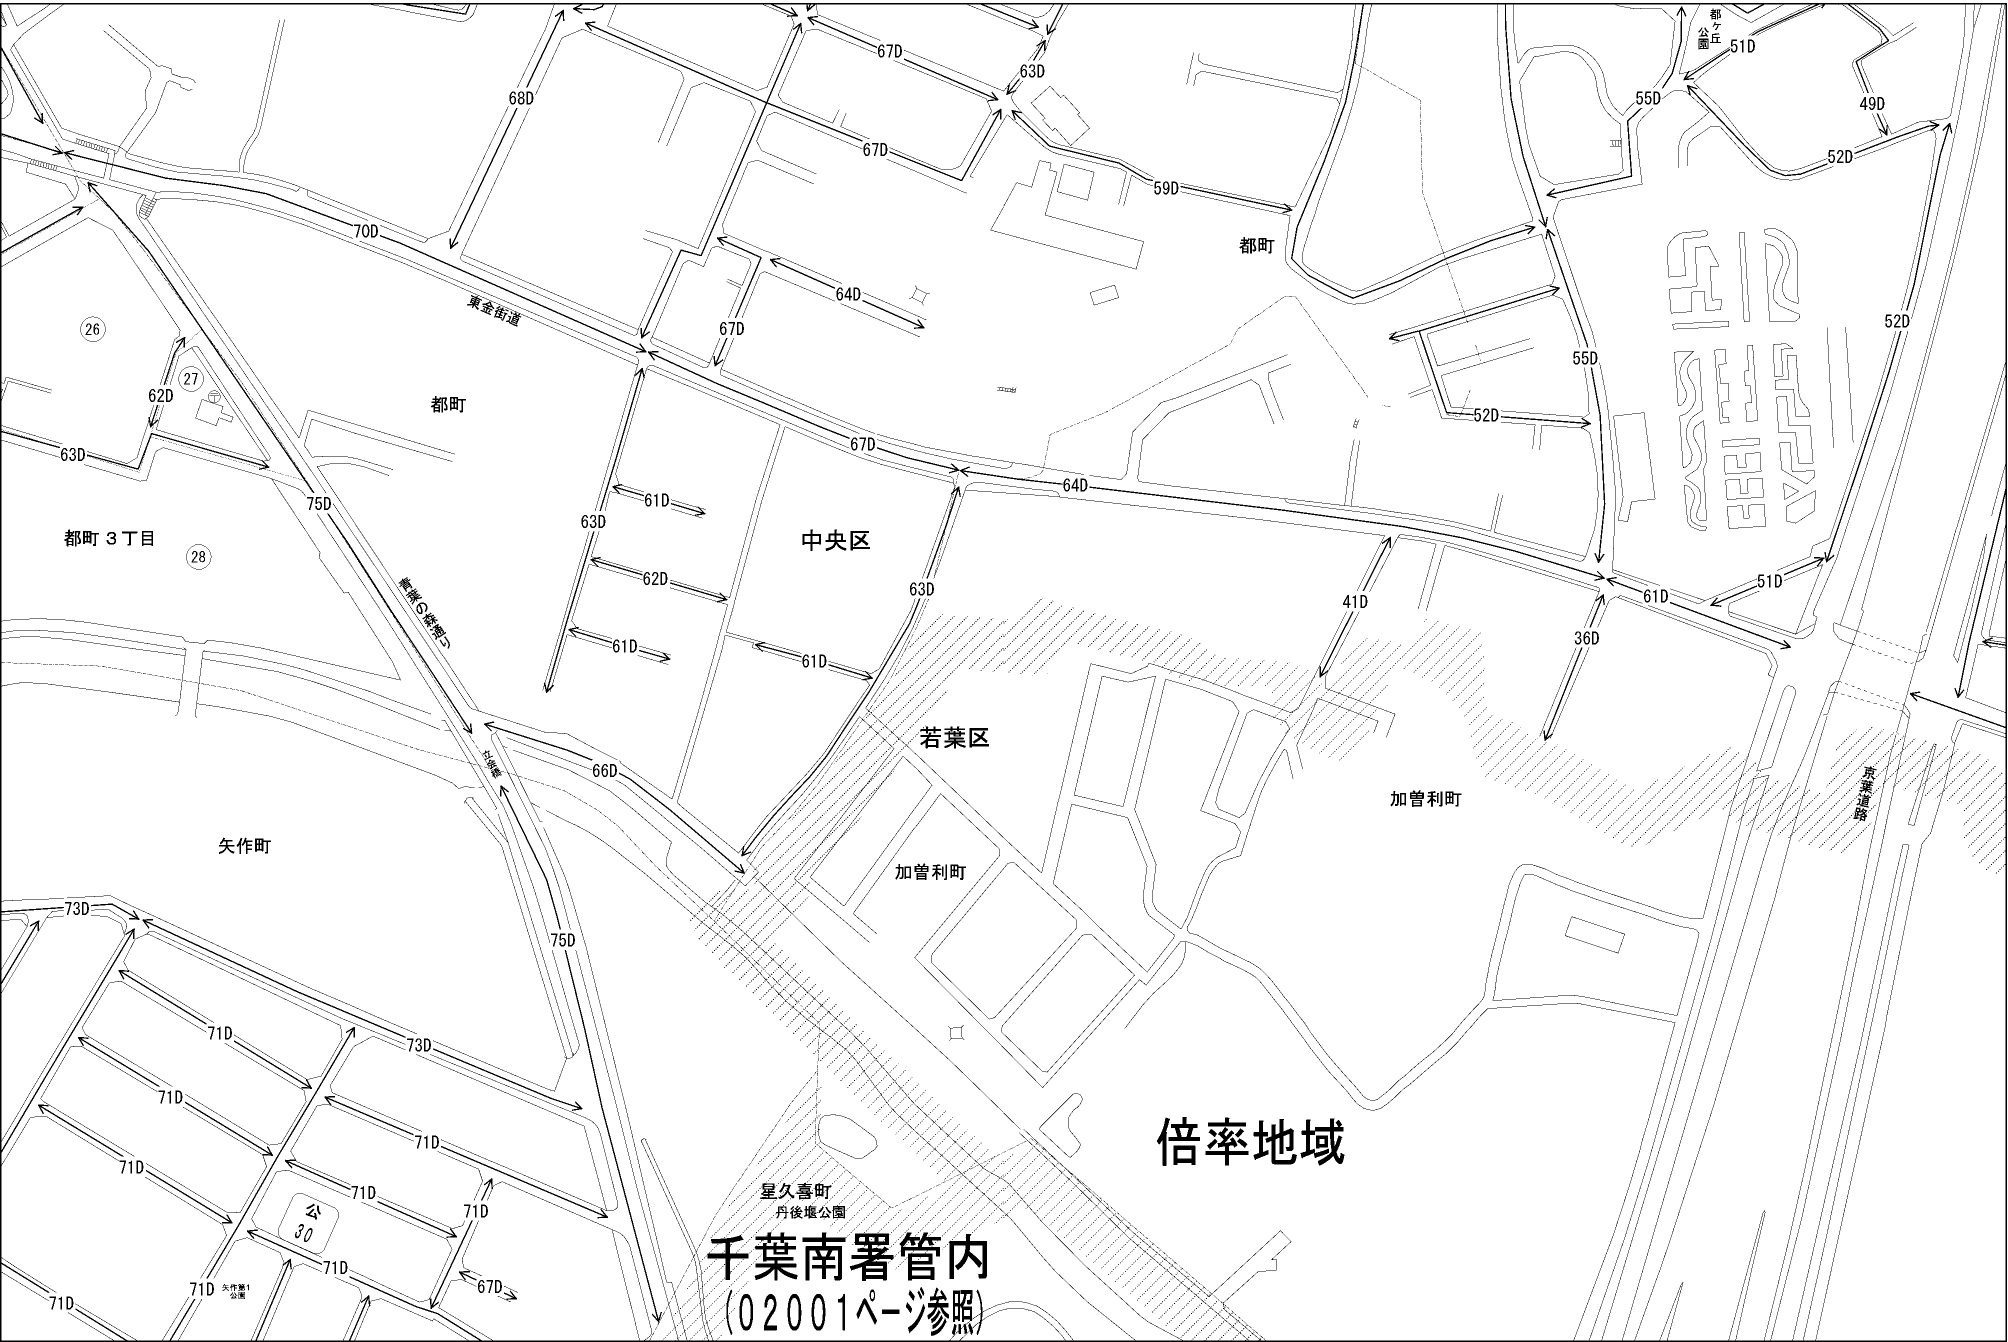 都ヶ丘
公園
51D
67D
63D
68D
55D
49D
67D
52D
59D
70D
都町
64D
東金街道
52D
26
67D
55D
27
62D
都町
52D
63D
67D
64D
75D
61D
63D
中央区
都町3丁目
28
62D
63D
51D
61D
41D
青葉の森通り
36D
61D
61D
若葉区
立会橋
66D
京葉道路
加曽利町
矢作町
加曽利町
73D
75D
71D
73D
71D
71D
倍率地域
71D
71D
星久喜町
71D
丹後堰公園
公
30
千葉南署管内
71D
71D
矢作第1
公園
67D
71D
(02001ページ参照)